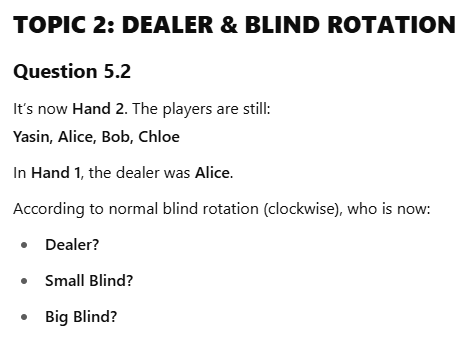 TOPIC 2: DEALER & BLIND ROTATION
Question 5.2
It's now Hand 2. The players are still:
Yasin, Alice, Bob, Chloe
In Hand 1, the dealer was Alice.
According to normal blind rotation (clockwise), who is now:
• Dealer?
• Small Blind?
• Big Blind?